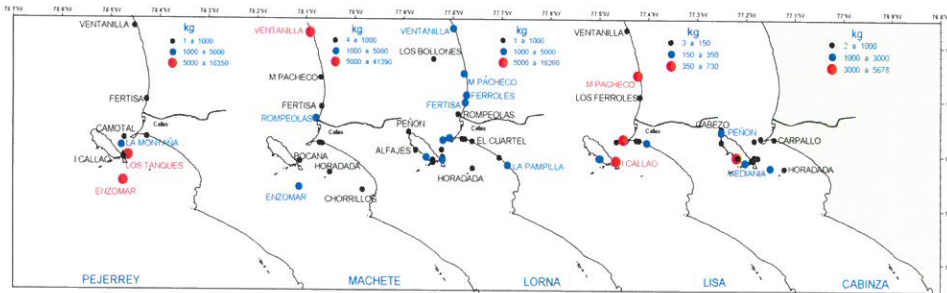 kg
1 a 1000
1000 a 5000
5000 a 10350
VENTANILLA
FERTISA
Callao
CAMOTAL
LA MONTAÑA
I CALLAO
LOS TANQUES
ENZOMAR
PEJERREY
kg
4 a 1000
1000 a 5000
5000 a 41390
VENTANILLA
M PACHECO
FERTISA
ROMPEOLAS
Callao
BOCANA
HORADADA
ENZOMAR
CHORRILLOS
MACHETE
kg
1 a 1000
1000 a 5000
5000 a 10260
VENTANILLA
LOS BOLLONES
M PACHECO
FERROLES
FERTISA
ROMPEOLAS
Callao
PEÑON
EL CUARTEL
ALFAJES
LA PAMPILLA
HORADADA
LORNA
kg
3 a 150
150 a 350
350 a 730
VENTANILLA
M PACHECO
LOS FERROLES
Callao
I CALLAO
LISA
kg
2 a 1000
1000 a 3000
3000 a 5678
CABEZO
PEÑON
CARPALLO
MEDIANIA
HORADADA
CABINZA